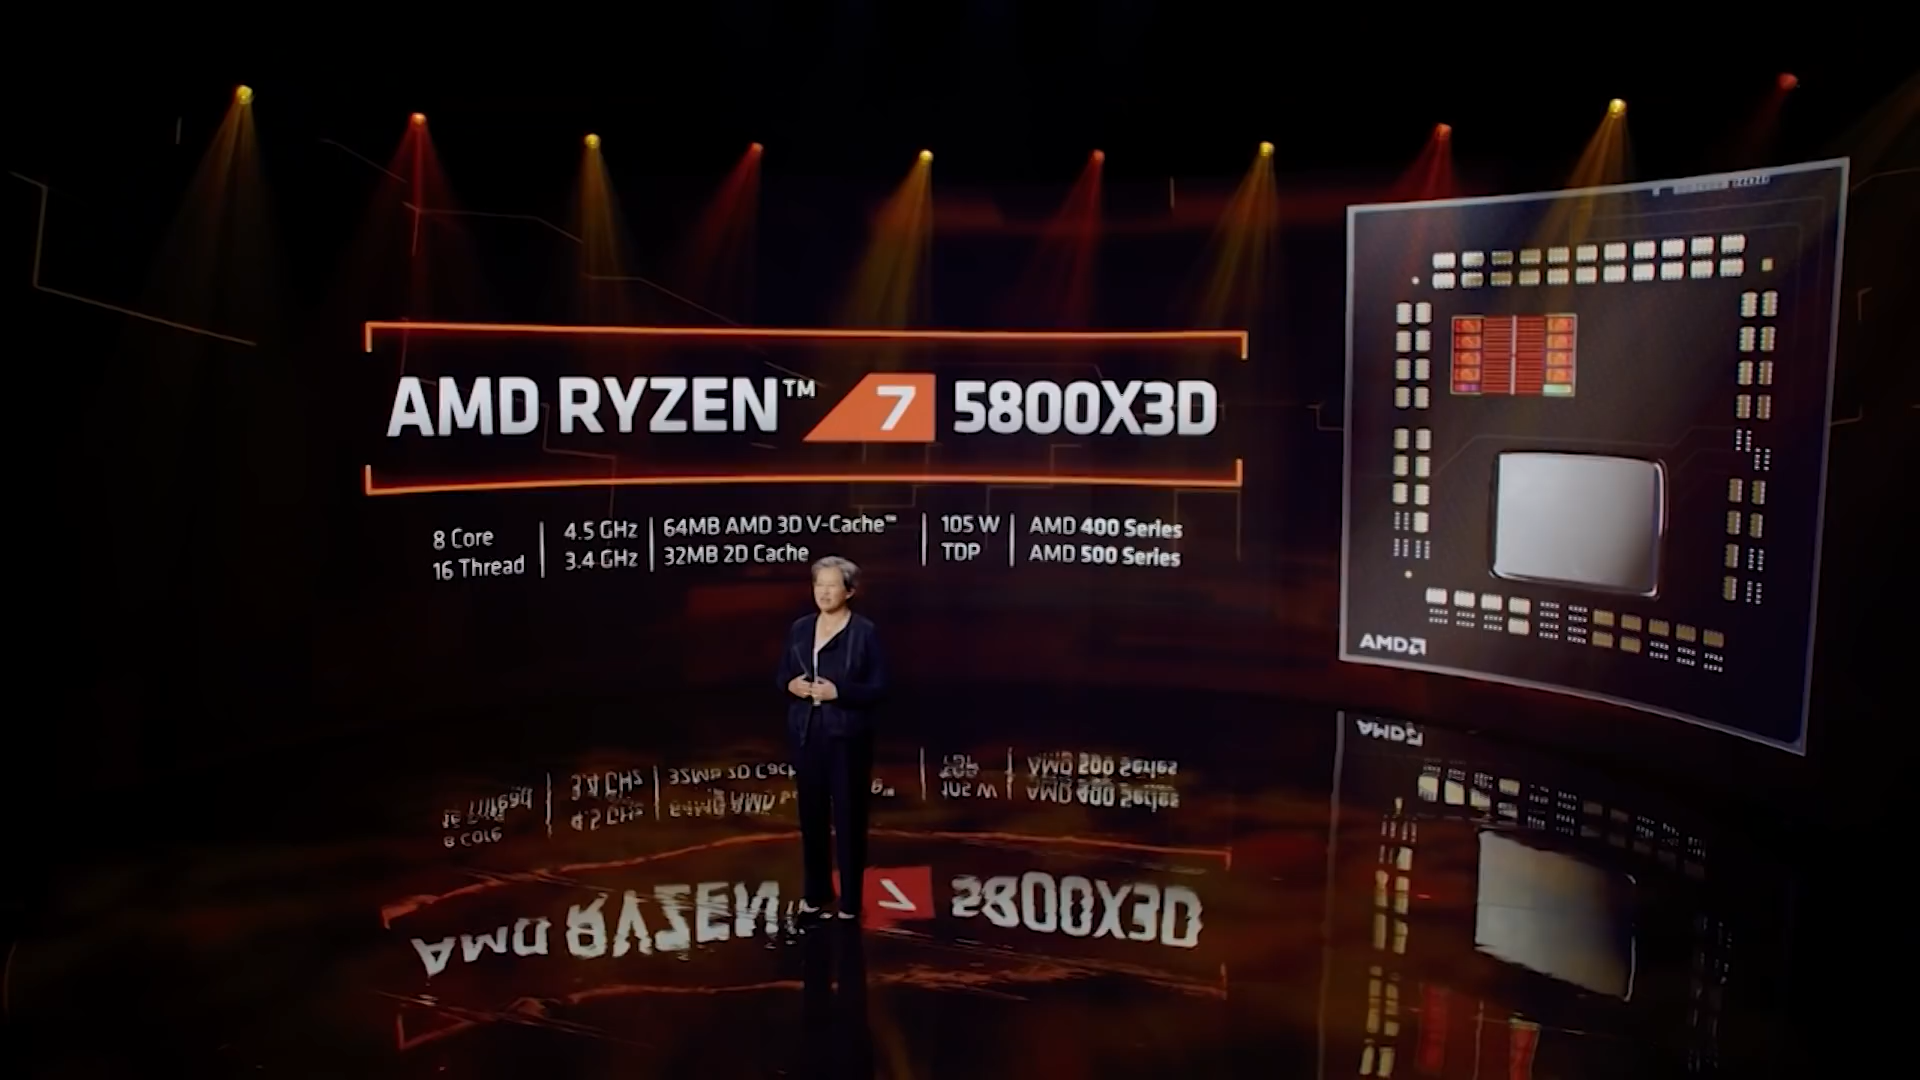 AMD RYZEN™ 7 5800X3D
8 Core
16 Thread
4.5 GHz
3.4 GHz
64MB AMD 3D V-Cache™
32MB 2D Cache
105 W
TDP
AMD 400 Series
AMD 500 Series
AMD